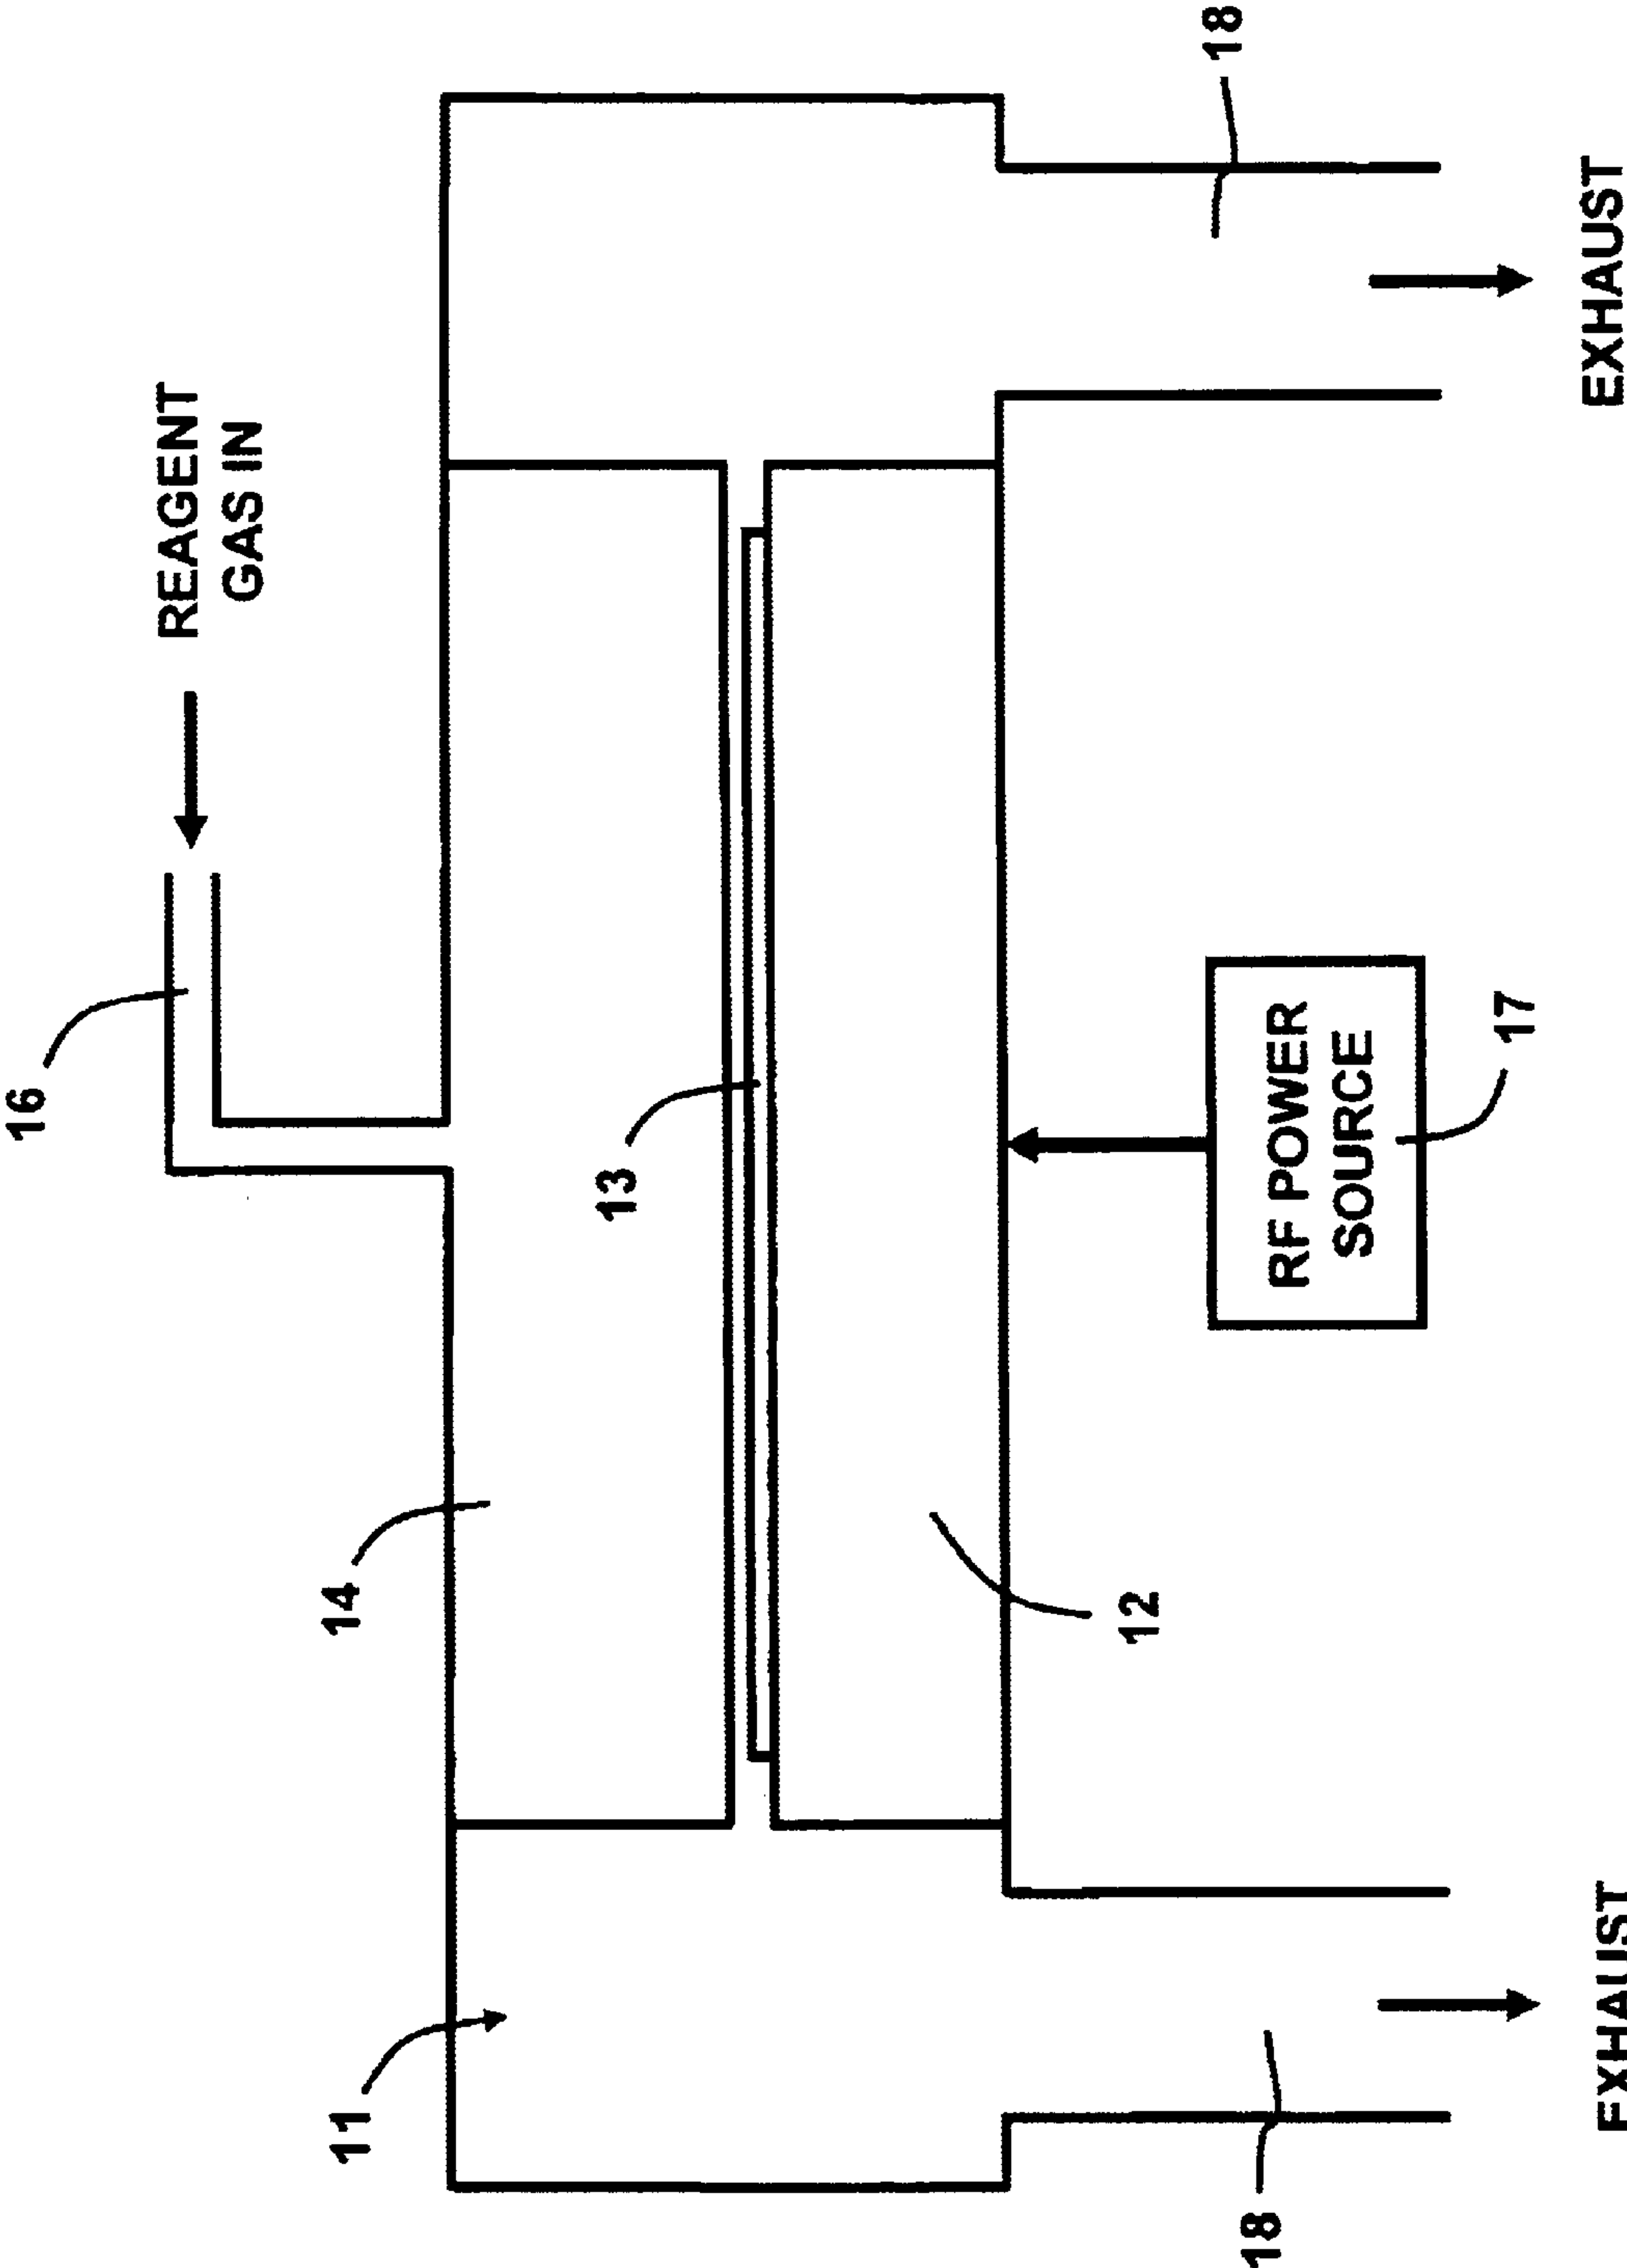 16
REAGENT
GAS IN
11
14
13
12
18
18
RF POWER
SOURCE
17
EXHAUST
EXHAUST